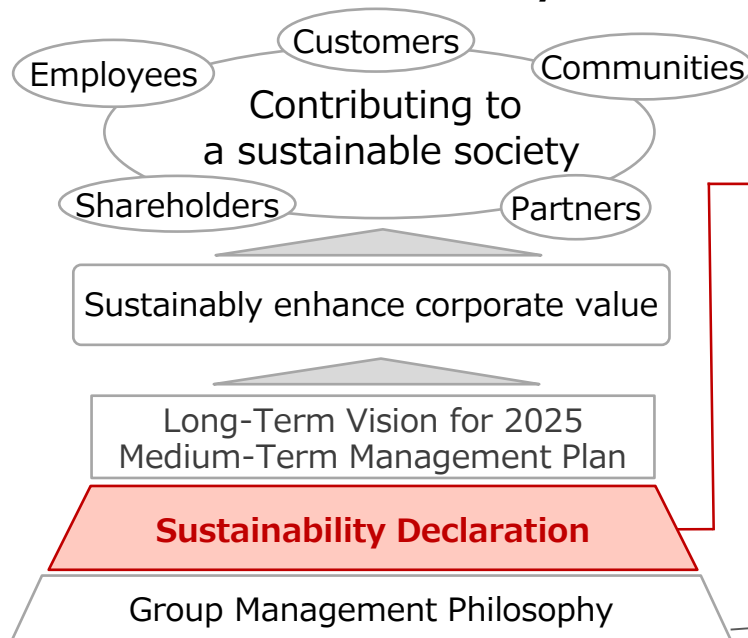 Customers
Employees
Communities
Contributing to
a sustainable society
Shareholders
Partners
Sustainably enhance corporate value
Long-Term Vision for 2025
Medium-Term Management Plan
Sustainability Declaration
Group Management Philosophy